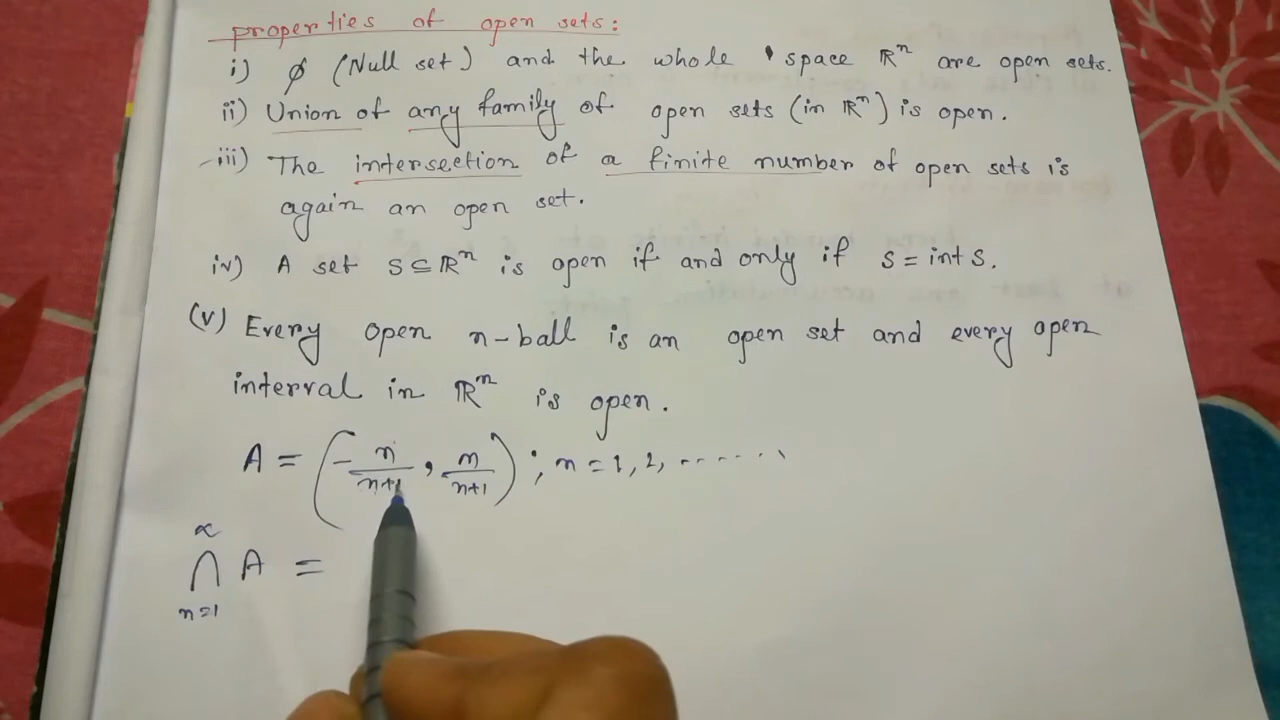 properties of open sets:
i) ∅ (Null set) and the whole space ℝⁿ are open sets.
ii) Union of any family of open sets (in ℝⁿ) is open.
iii) The intersection of a finite number of open sets is
again an open set.
iv) A set S ⊆ ℝⁿ is open if and only if S = int S.
(v) Every open n-ball is an open set and every open
interval in ℝⁿ is open.
A = (-n/n+1, n/n+1) ; n = 1, 2, .......
∞
∩ A =
n=1